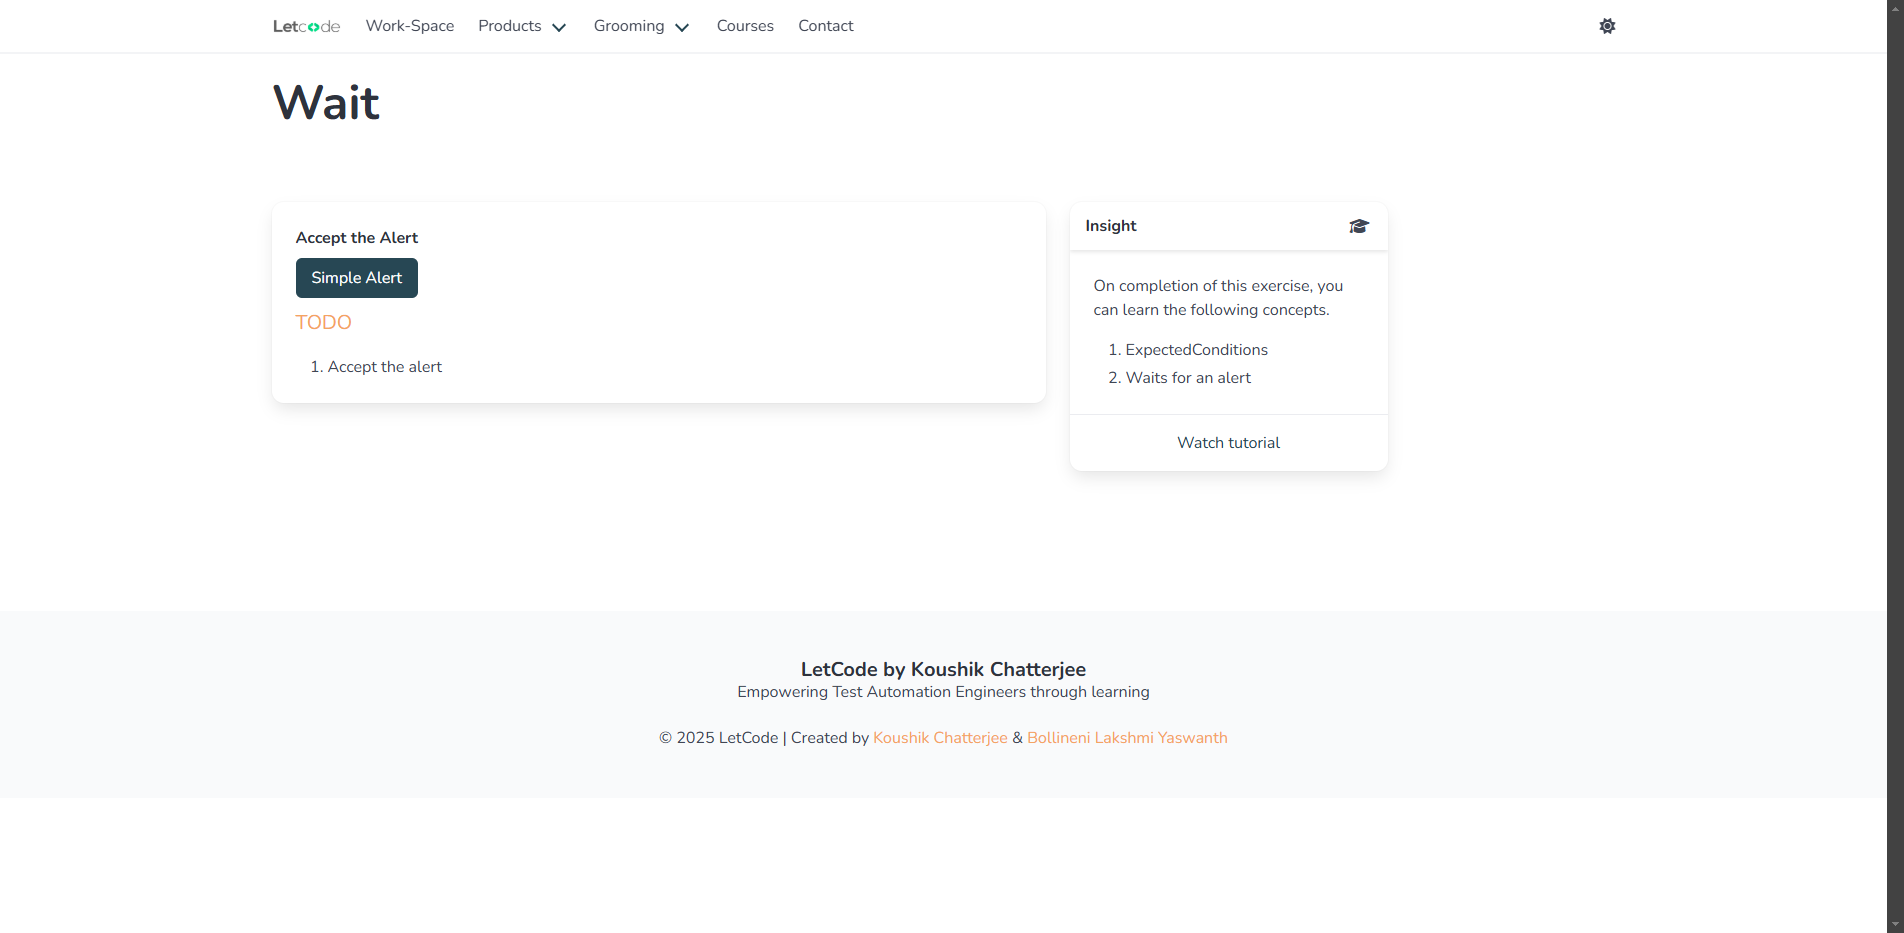 Letcode Work-Space Products Grooming Courses Contact
Wait
Accept the Alert
Simple Alert
TODO
1. Accept the alert
Insight
On completion of this exercise, you
can learn the following concepts.
1. ExpectedConditions
2. Waits for an alert
Watch tutorial
LetCode by Koushik Chatterjee
Empowering Test Automation Engineers through learning
© 2025 LetCode | Created by Koushik Chatterjee & Bollineni Lakshmi Yaswanth